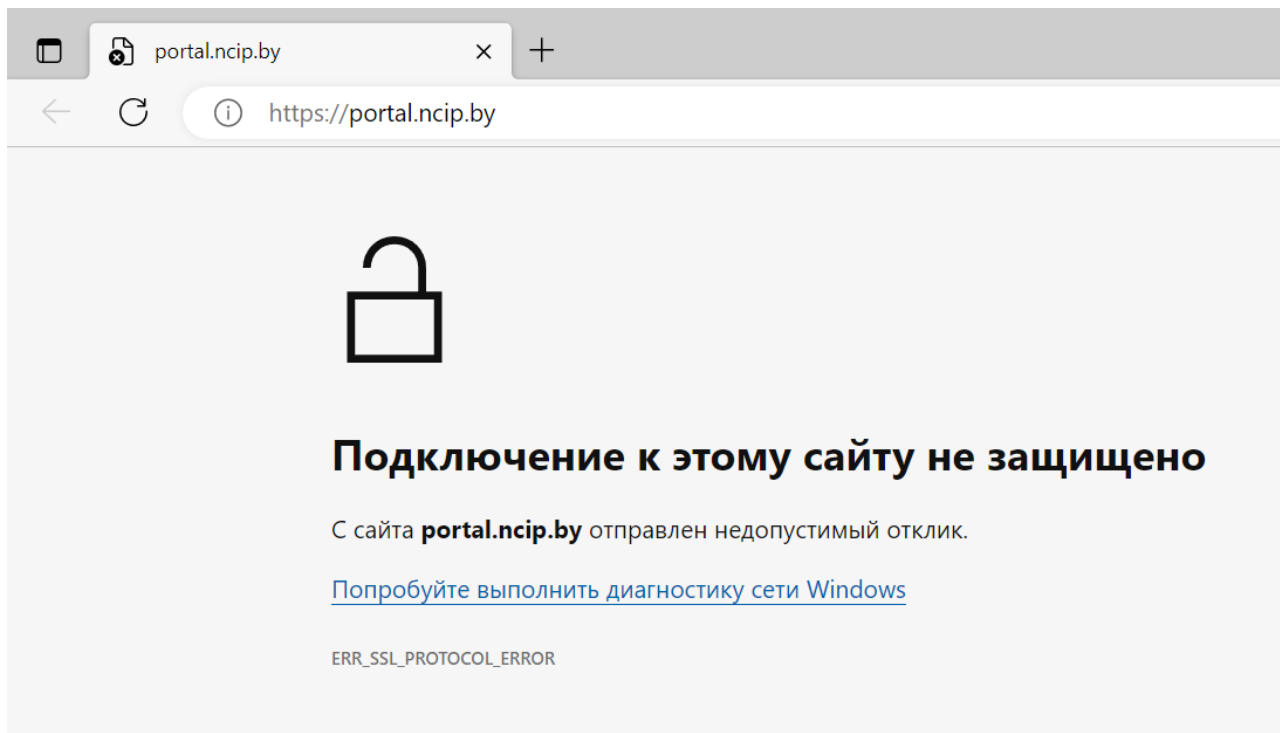 portal.ncip.by
https://portal.ncip.by
Подключение к этому сайту не защищено
С сайта portal.ncip.by отправлен недопустимый отклик.
Попробуйте выполнить диагностику сети Windows
ERR_SSL_PROTOCOL_ERROR